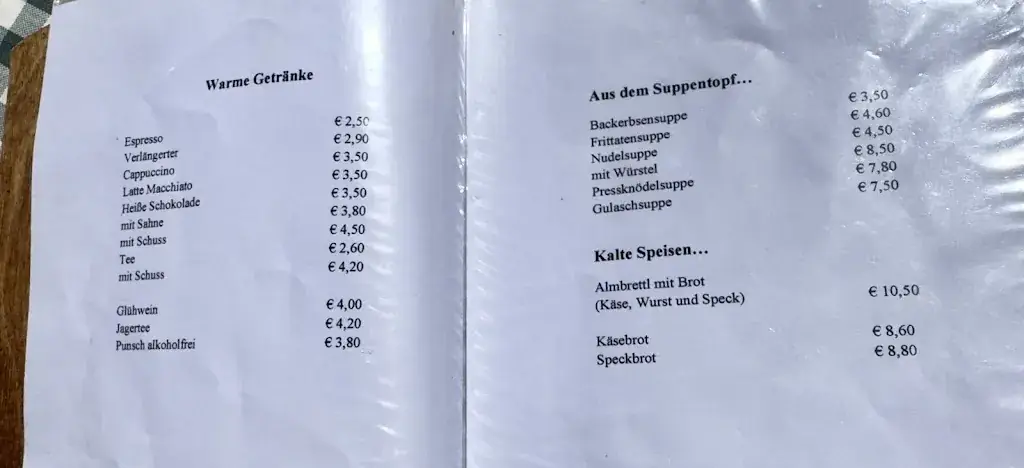 Warme Getränke
Espresso € 2,50
Verlängerter € 2,90
Cappuccino € 3,50
Latte Macchiato € 3,50
Heiße Schokolade € 3,50
mit Sahne € 3,80
mit Schuss € 4,50
Tee € 2,60
mit Schuss € 4,20
Glühwein € 4,00
Jagertee € 4,20
Punsch alkoholfrei € 3,80
Aus dem Suppentopf...
Backerbsensuppe € 3,50
Frittatensuppe € 4,60
Nudelsuppe € 4,50
mit Würstel € 8,50
Pressknödelsuppe € 7,80
Gulaschsuppe € 7,50
Kalte Speisen...
Almbrettl mit Brot
(Käse, Wurst und Speck) € 10,50
Käsebrot € 8,60
Speckbrot € 8,80